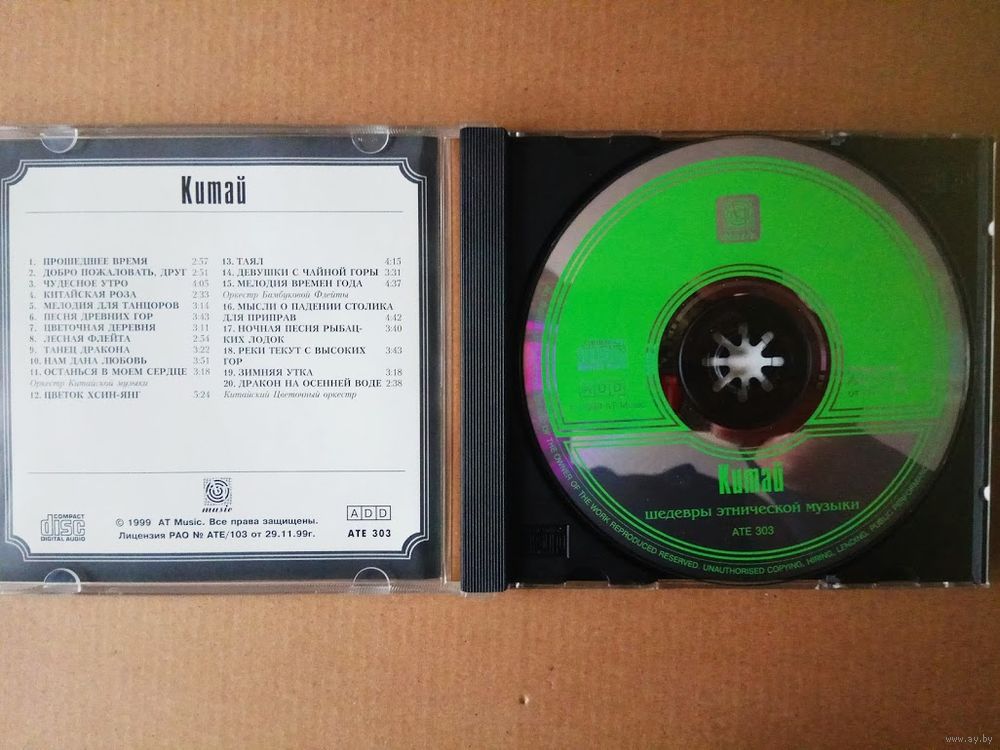 Китай
1. ПРОШЕДШЕЕ ВРЕМЯ 2:57
2. ДОБРО ПОЖАЛОВАТЬ, ДРУГ 2:51
3. ЧУДЕСНОЕ УТРО 4:05
4. КИТАЙСКАЯ РОЗА 2:33
5. МЕЛОДИЯ ДЛЯ ТАНЦОРОВ 3:14
6. ПЕСНЯ ДРЕВНИХ ГОР 3:43
7. ЦВЕТОЧНАЯ ДЕРЕВНЯ 3:11
8. ЛЕСНАЯ ФЛЕЙТА 2:54
9. ТАНЕЦ ДРАКОНА 3:22
10. НАМ ДАНА ЛЮБОВЬ 3:51
11. ОСТАНЬСЯ В МОЕМ СЕРДЦЕ 3:18
Оркестр Китайской музыки
12. ЦВЕТОК ХСИН-ЯНГ 5:24
13. ТАЯЛ 4:15
14. ДЕВУШКИ С ЧАЙНОЙ ГОРЫ 3:31
15. МЕЛОДИЯ ВРЕМЕН ГОДА 4:37
Оркестр Бамбуковой Флейты
16. МЫСЛИ О ПАДЕНИИ СТОЛИКА
ДЛЯ ПРИПРАВ 4:42
17. НОЧНАЯ ПЕСНЯ РЫБАЦ- 3:40
КИХ ЛОДОК
18. РЕКИ ТЕКУТ С ВЫСОКИХ 3:43
ГОР
19. ЗИМНЯЯ УТКА 3:18
20. ДРАКОН НА ОСЕННЕЙ ВОДЕ 2:38
Китайский Цветочный оркестр
COMPACT
disc
DIGITAL AUDIO
music
© 1999 AT Music. Все права защищены.
Лицензия РАО № АТЕ/103 от 29.11.99г.
ADD
ATE 303
Китай
шедевры этнической музыки
ATE 303
OF THE OWNER OF THE WORK REPRODUCED RESERVED. UNAUTHORISED COPYING, HIRING, LENDING, PUBLIC PERFORMANCE
www.ay.by